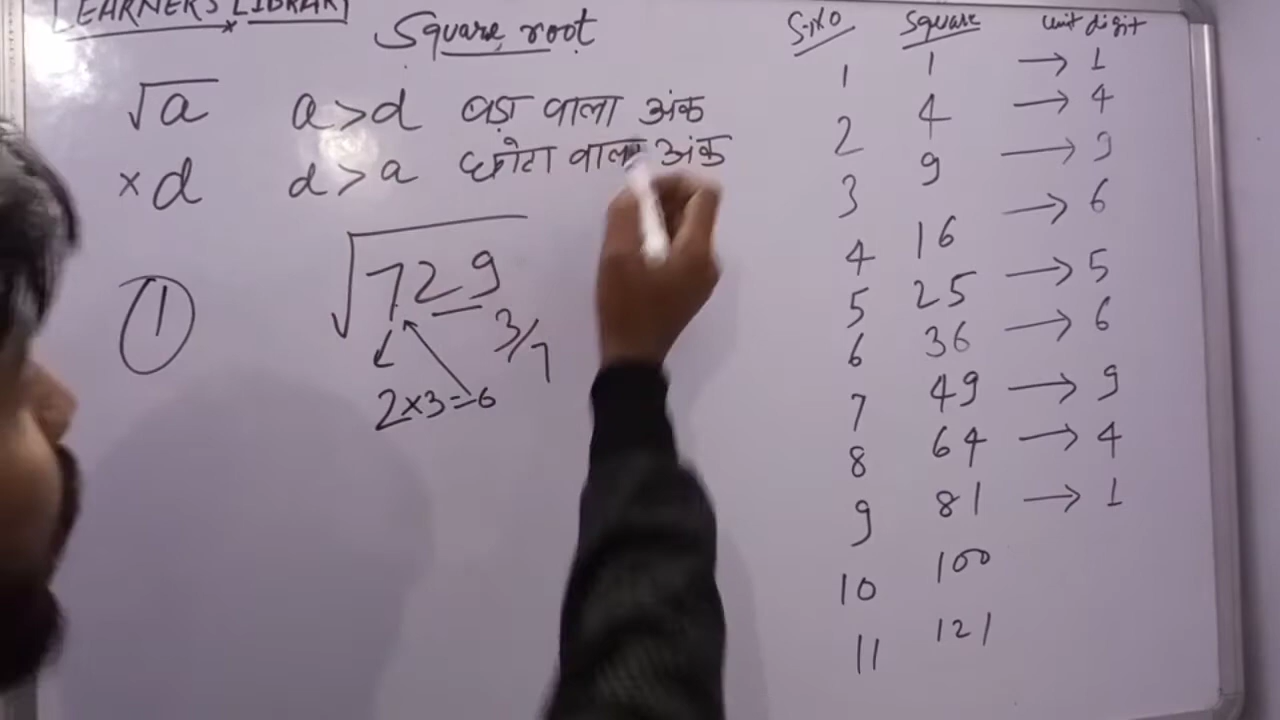 LEARNER'S LIBRARY
Square root
√a a>d बड़ा वाला अंक
×d d>a छोटा वाला अंक
① √729
3/7
2×3=6
S.NO Square unit digit
1 1 → 1
2 4 → 4
3 9 → 9
4 16 → 6
5 25 → 5
6 36 → 6
7 49 → 9
8 64 → 4
9 81 → 1
10 100
11 121